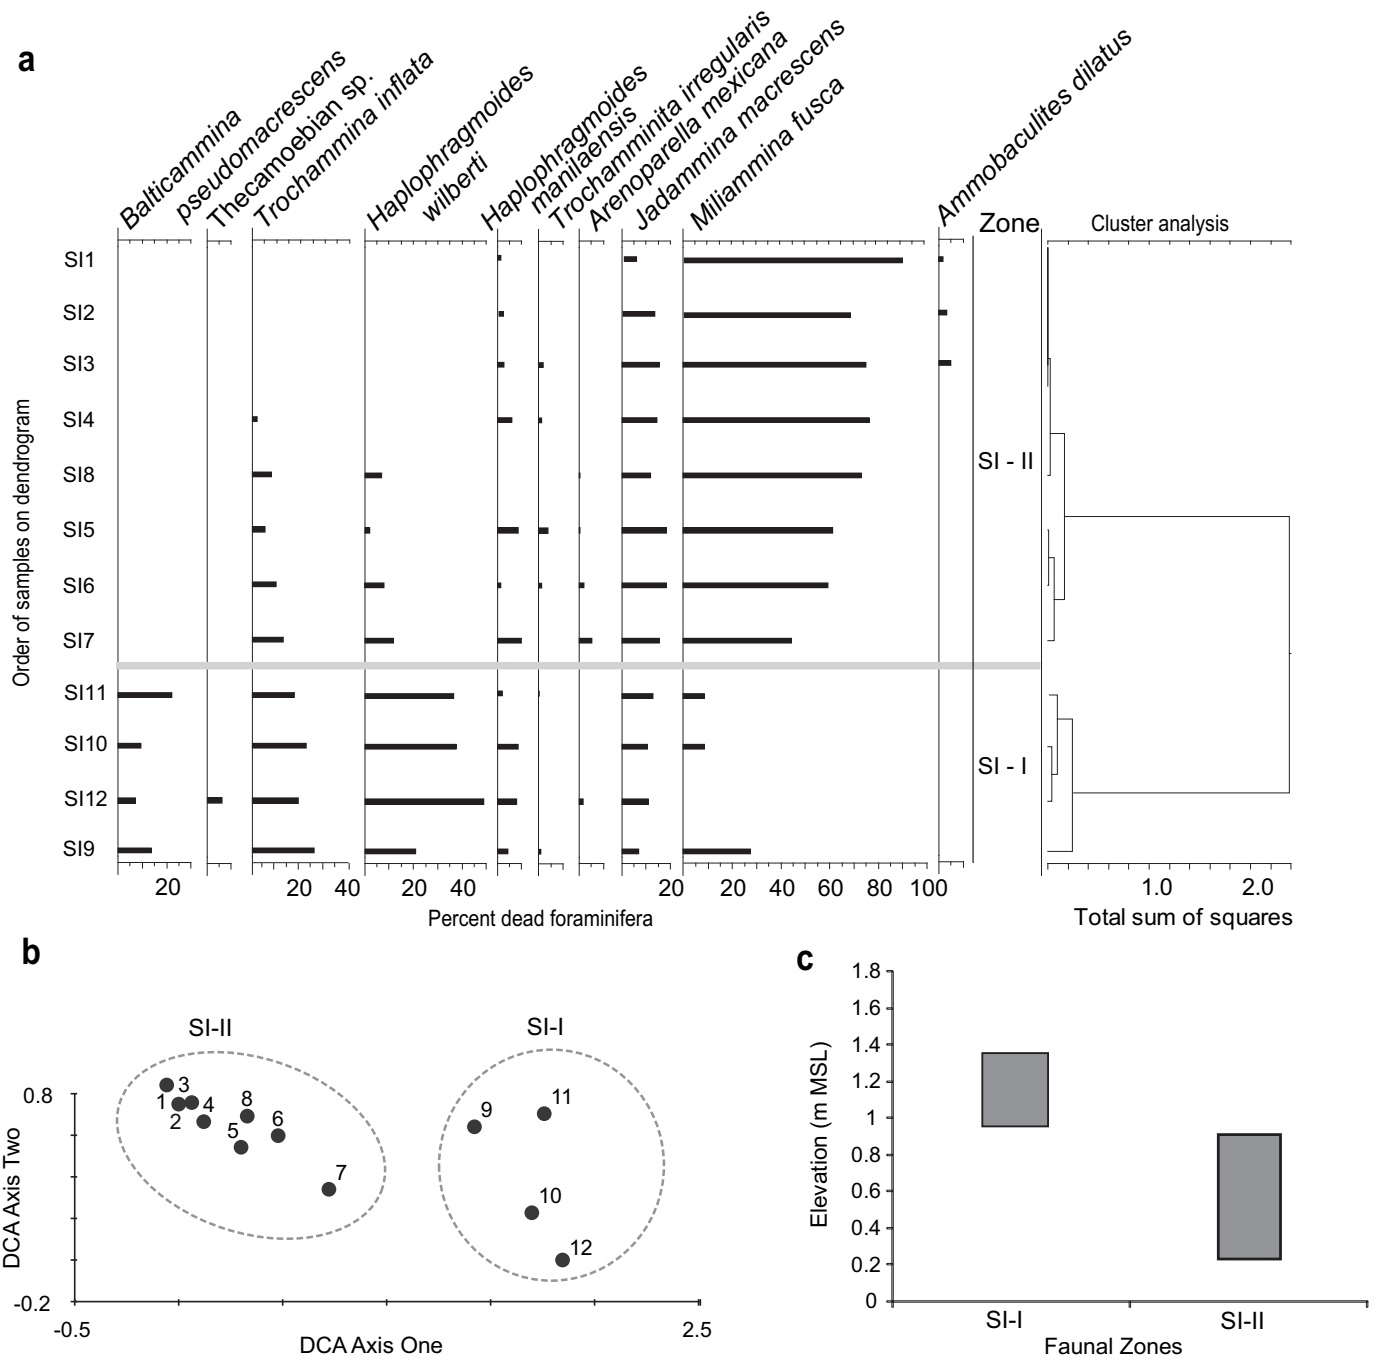 a
Balticammina
pseudomacrescens
Thecamoebian sp.
Trochammina inflata
Haplophragmoides
wilberti
Haplophragmoides
manilaensis
Trochamminita irregularis
Arenoparella mexicana
Jadammina macrescens
Miliammina fusca
Ammobaculites dilatus
Zone
Cluster analysis
Order of samples on dendrogram
SI1
SI2
SI3
SI4
SI8
SI5
SI6
SI7
SI11
SI10
SI12
SI9
SI - II
SI - I
20 20 40 20 40 20 20 40 60 80 100 1.0 2.0
Percent dead foraminifera
Total sum of squares
b
SI-II SI-I
DCA Axis Two
0.8
-0.2
3
1
2
4
8
5
6
7
9
11
10
12
-0.5 2.5
DCA Axis One
c
Elevation (m MSL)
1.8
1.6
1.4
1.2
1
0.8
0.6
0.4
0.2
0
SI-I SI-II
Faunal Zones